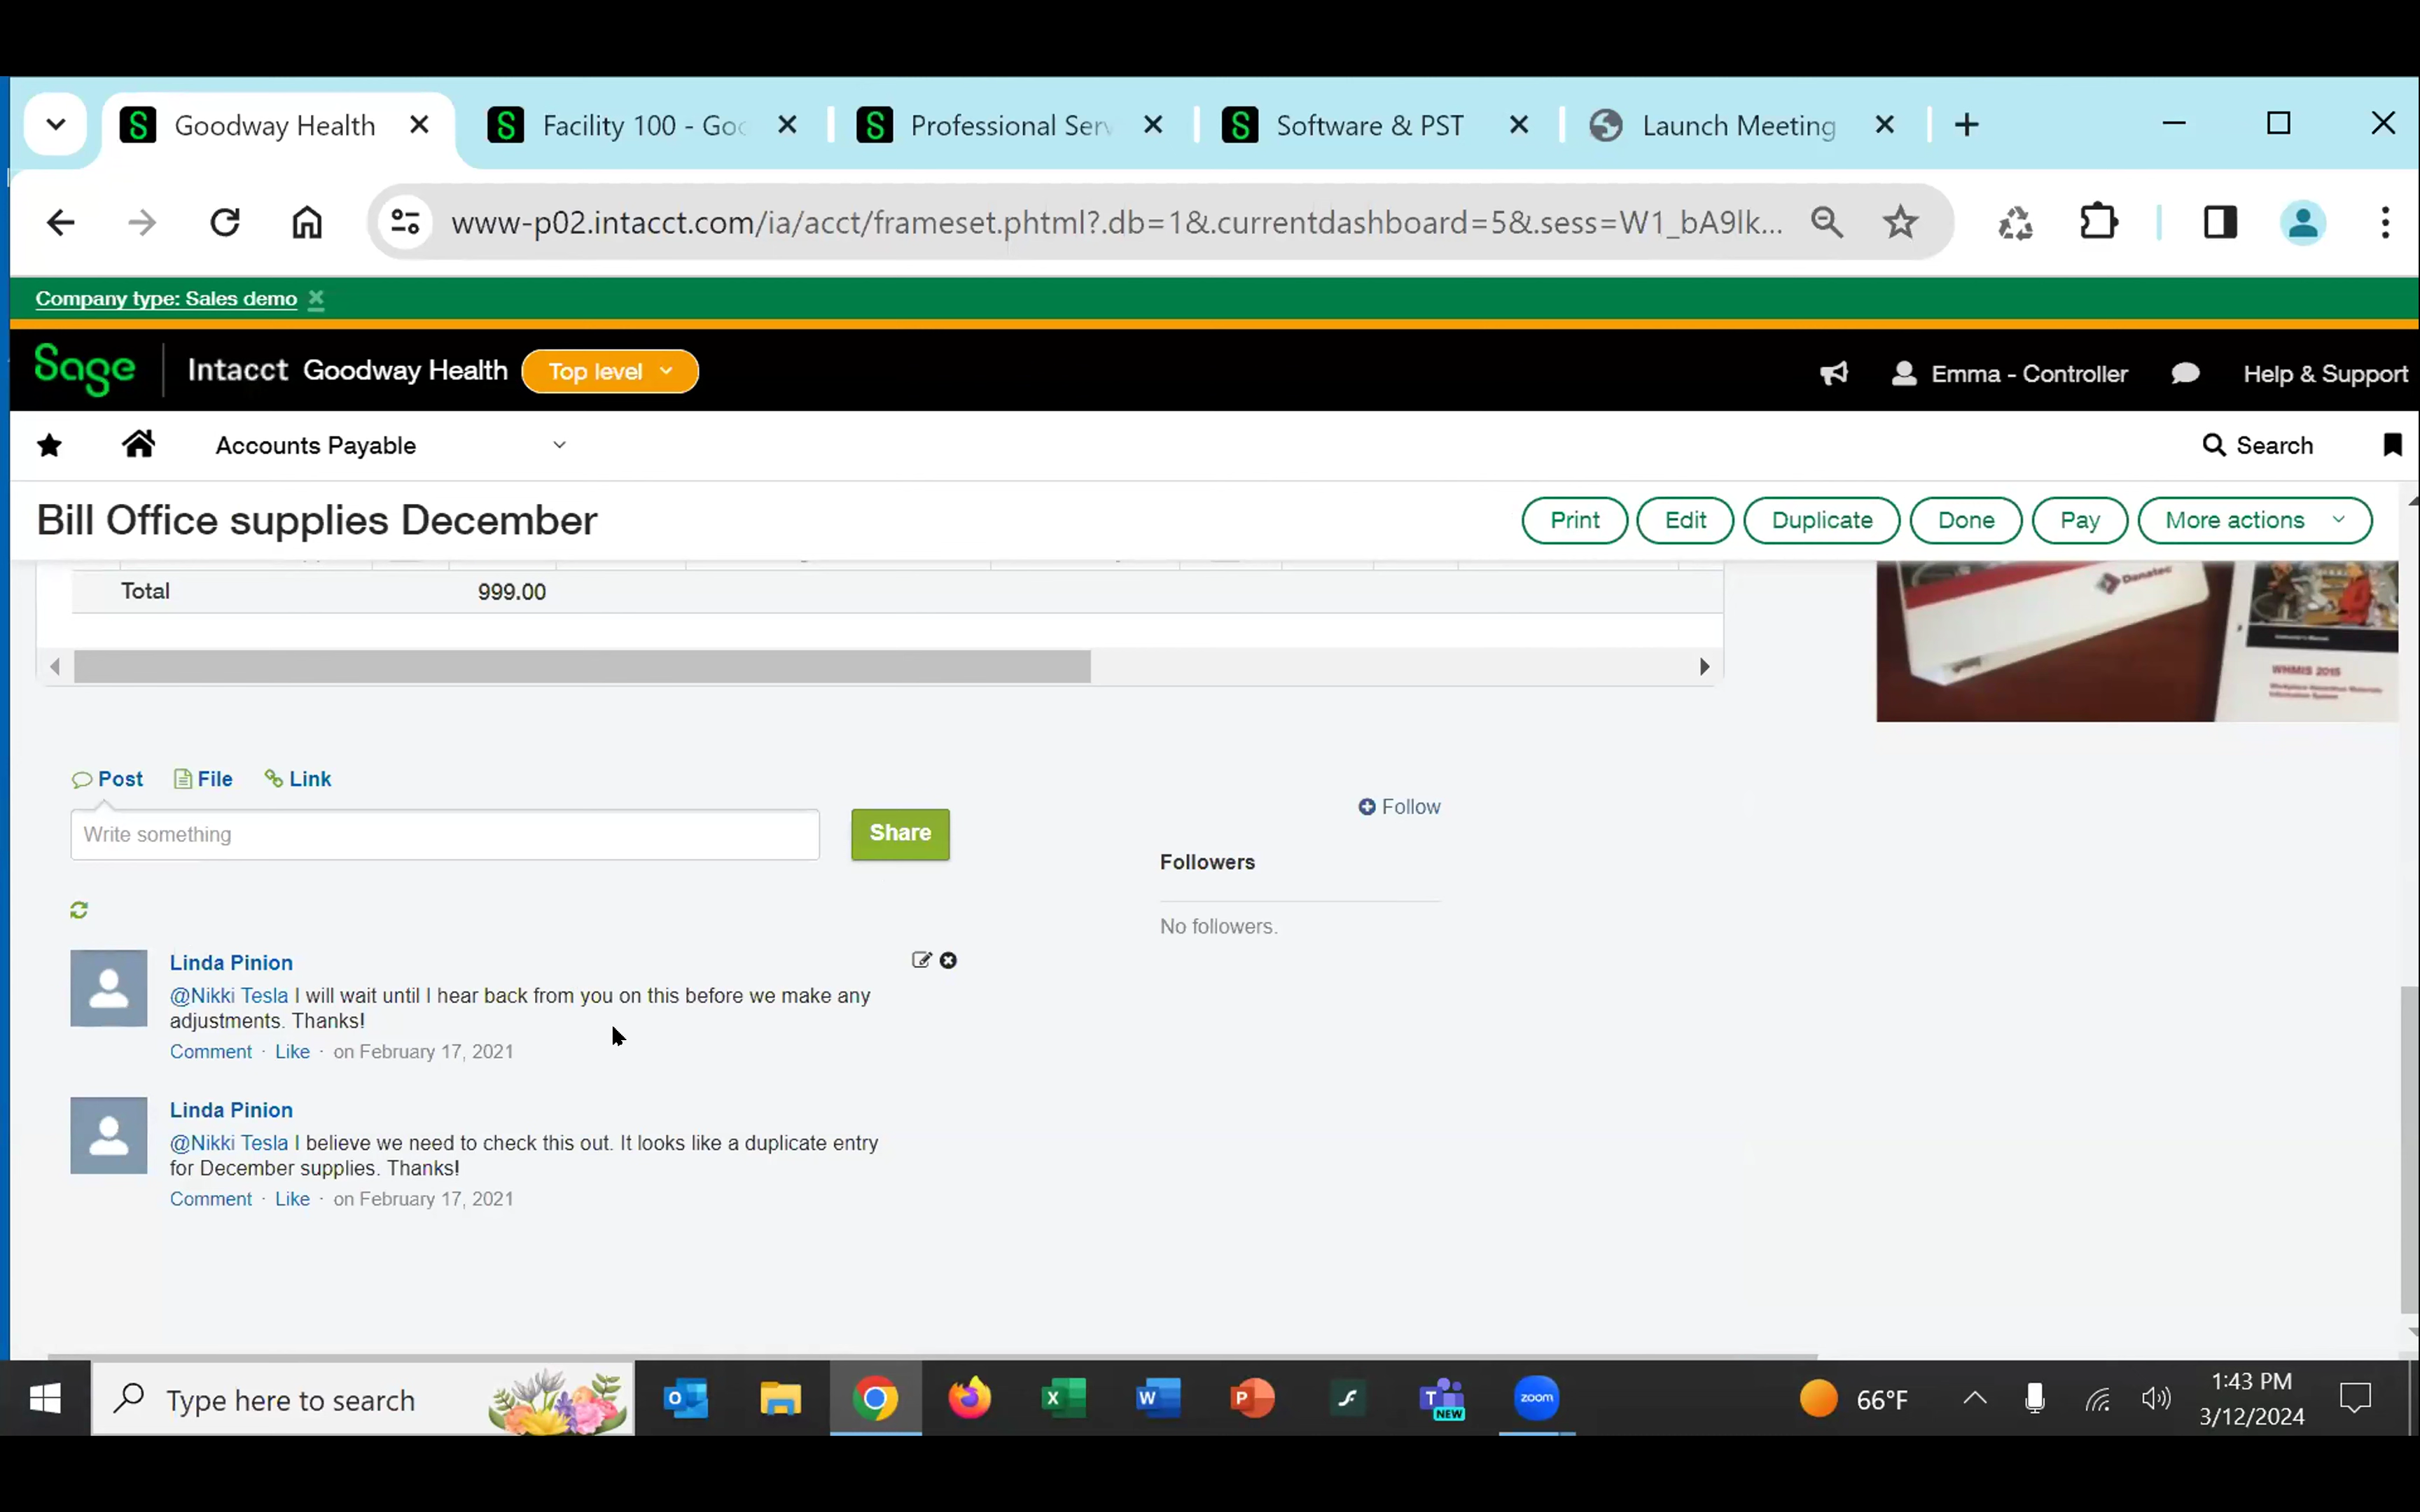 Goodway Health
Facility 100 - Goo
Professional Serv
Software & PST
Launch Meeting
www-p02.intacct.com/ia/acct/frameset.phtml?.db=1&.currentdashboard=5&.sess=W1_bA9lk...
Company type: Sales demo
Sage Intacct Goodway Health Top level
Emma - Controller
Help & Support
Accounts Payable
Search
Bill Office supplies December
Print
Edit
Duplicate
Done
Pay
More actions
Total 999.00
Danatec
WHMIS 2015
Post
File
Link
Write something
Share
Follow
Followers
No followers.
Linda Pinion
@Nikki Tesla I will wait until I hear back from you on this before we make any
adjustments. Thanks!
Comment · Like · on February 17, 2021
Linda Pinion
@Nikki Tesla I believe we need to check this out. It looks like a duplicate entry
for December supplies. Thanks!
Comment · Like · on February 17, 2021
Type here to search
NEW
zoom
66°F
1:43 PM
3/12/2024